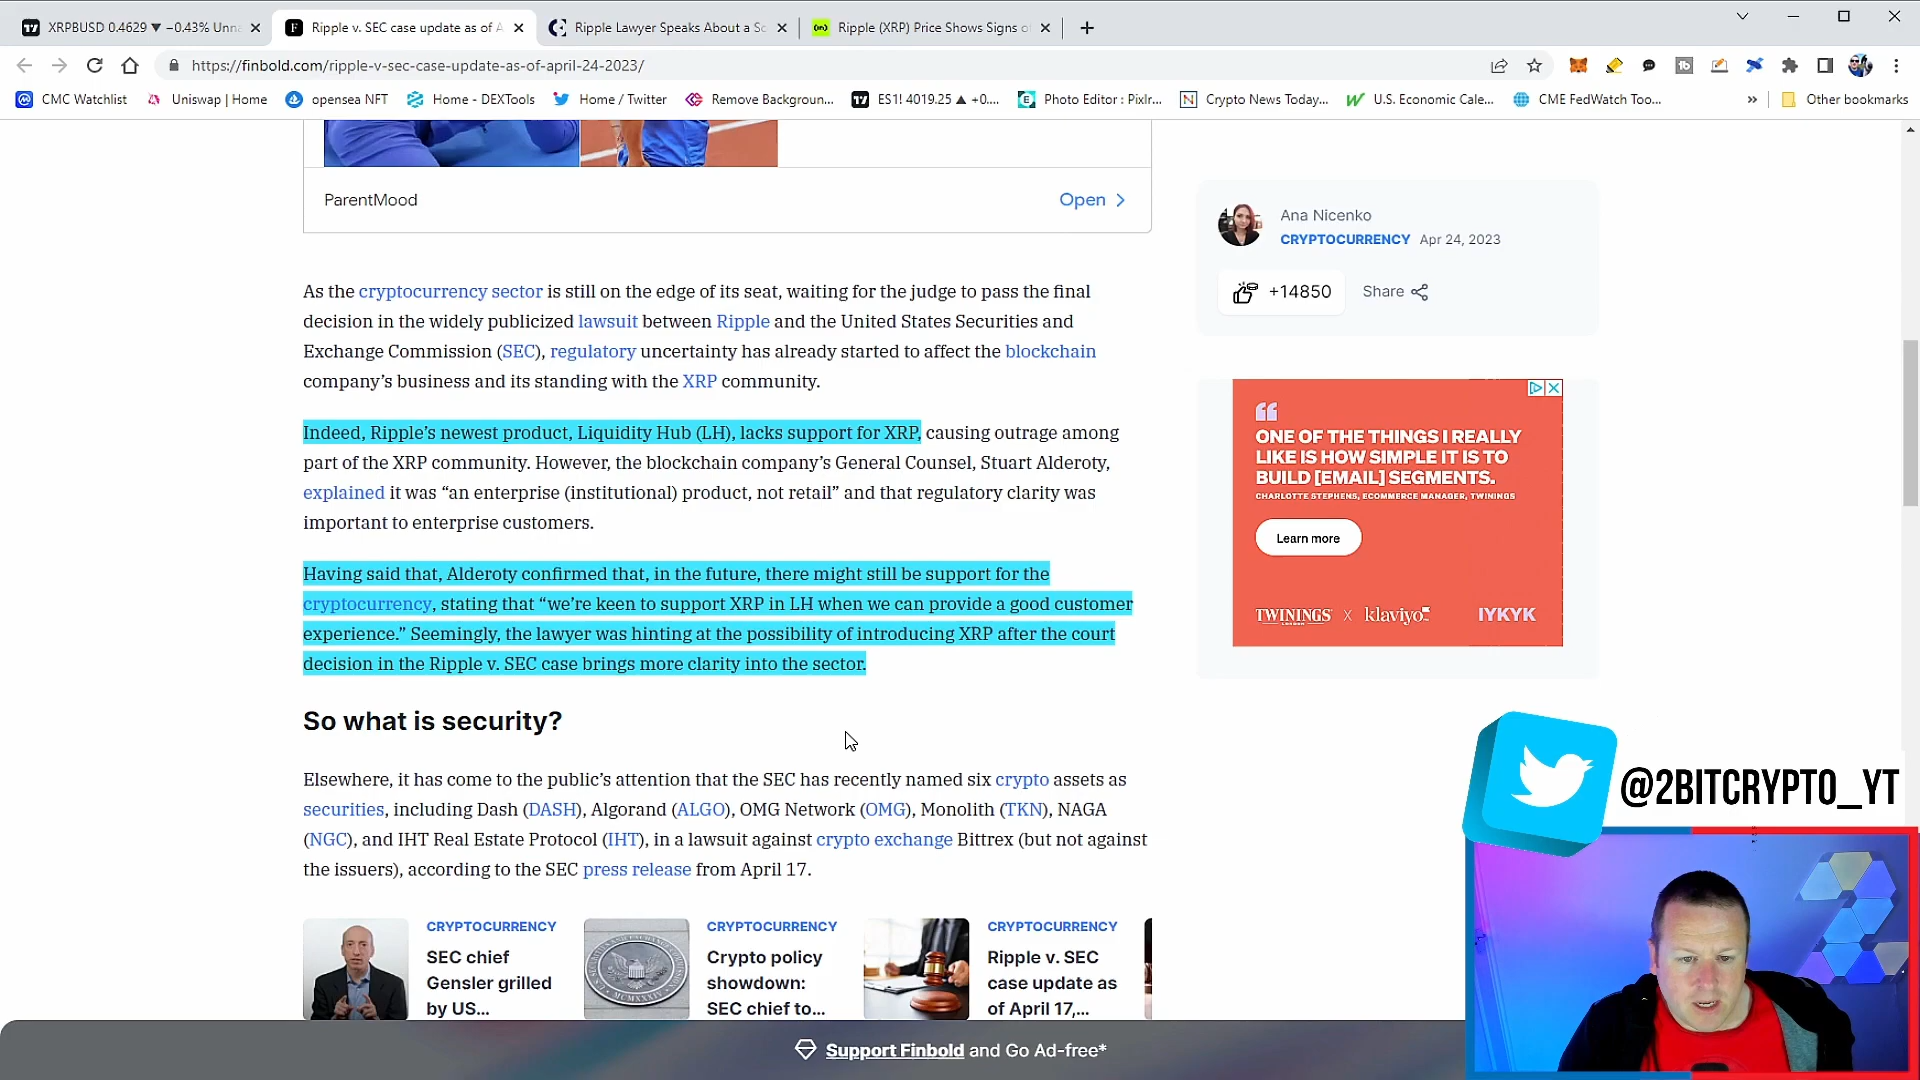 XRPBUSD 0.4629 ▼ −0.43% Unna
Ripple v. SEC case update as of A
Ripple Lawyer Speaks About a Sc
Ripple (XRP) Price Shows Signs o
https://finbold.com/ripple-v-sec-case-update-as-of-april-24-2023/
CMC Watchlist
Uniswap | Home
opensea NFT
Home - DEXTools
Home / Twitter
Remove Backgroun...
ES1! 4019.25 ▲ +0....
Photo Editor : Pixlr...
Crypto News Today...
U.S. Economic Cale...
CME FedWatch Too...
»
Other bookmarks
ParentMood
Open
Ana Nicenko
CRYPTOCURRENCY Apr 24, 2023
+14850
Share
As the cryptocurrency sector is still on the edge of its seat, waiting for the judge to pass the final
decision in the widely publicized lawsuit between Ripple and the United States Securities and
Exchange Commission (SEC), regulatory uncertainty has already started to affect the blockchain
company’s business and its standing with the XRP community.
Indeed, Ripple’s newest product, Liquidity Hub (LH), lacks support for XRP, causing outrage among
part of the XRP community. However, the blockchain company’s General Counsel, Stuart Alderoty,
explained it was “an enterprise (institutional) product, not retail” and that regulatory clarity was
important to enterprise customers.
Having said that, Alderoty confirmed that, in the future, there might still be support for the
cryptocurrency, stating that “we’re keen to support XRP in LH when we can provide a good customer
experience.” Seemingly, the lawyer was hinting at the possibility of introducing XRP after the court
decision in the Ripple v. SEC case brings more clarity into the sector.
So what is security?
Elsewhere, it has come to the public’s attention that the SEC has recently named six crypto assets as
securities, including Dash (DASH), Algorand (ALGO), OMG Network (OMG), Monolith (TKN), NAGA
(NGC), and IHT Real Estate Protocol (IHT), in a lawsuit against crypto exchange Bittrex (but not against
the issuers), according to the SEC press release from April 17.
CRYPTOCURRENCY
SEC chief
Gensler grilled
by US...
CRYPTOCURRENCY
Crypto policy
showdown:
SEC chief to...
CRYPTOCURRENCY
Ripple v. SEC
case update as
of April 17,...
ONE OF THE THINGS I REALLY
LIKE IS HOW SIMPLE IT IS TO
BUILD [EMAIL] SEGMENTS.
CHARLOTTE STEPHENS, ECOMMERCE MANAGER, TWININGS
Learn more
TWININGS x klaviyo IYKYK
@2BITCRYPTO_YT
Support Finbold and Go Ad-free*